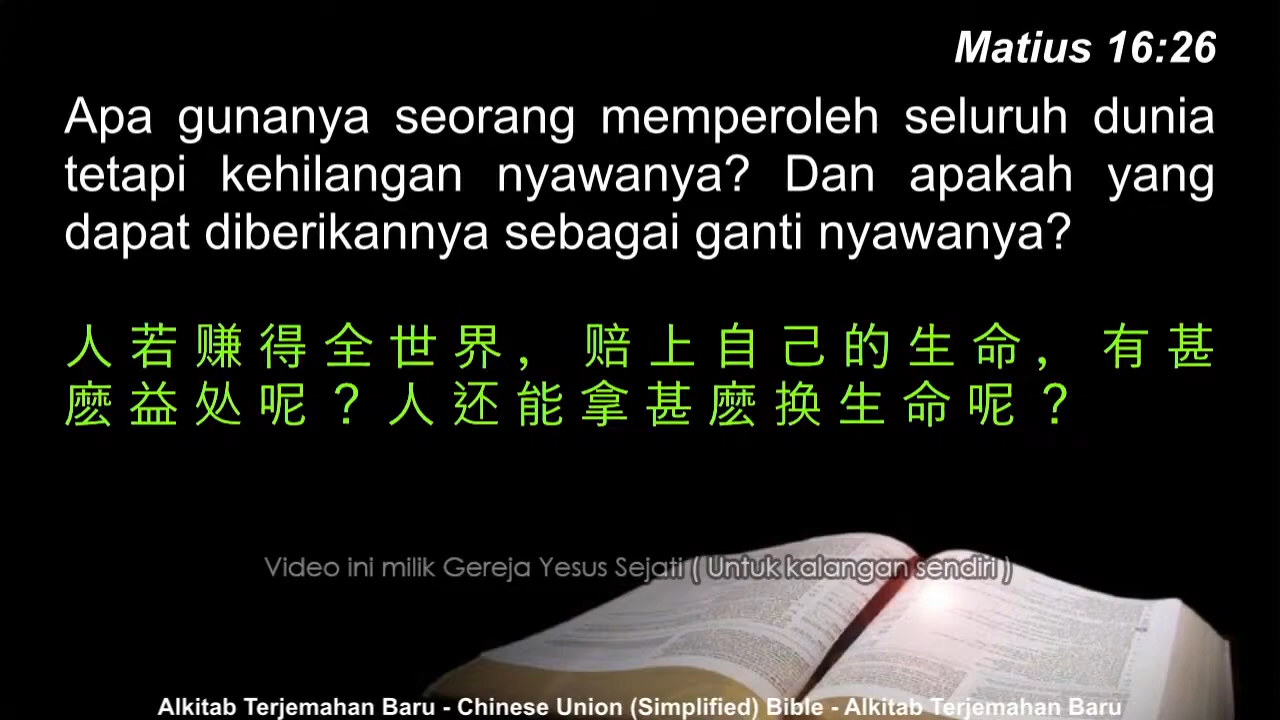 Matius 16:26
Apa gunanya seorang memperoleh seluruh dunia
tetapi kehilangan nyawanya? Dan apakah yang
dapat diberikannya sebagai ganti nyawanya?
人若赚得全世界，赔上自己的生命，有甚
麽益处呢？人还能拿甚麽换生命呢？
Video ini milik Gereja Yesus Sejati ( Untuk kalangan sendiri )
Alkitab Terjemahan Baru - Chinese Union (Simplified) Bible - Alkitab Terjemahan Baru